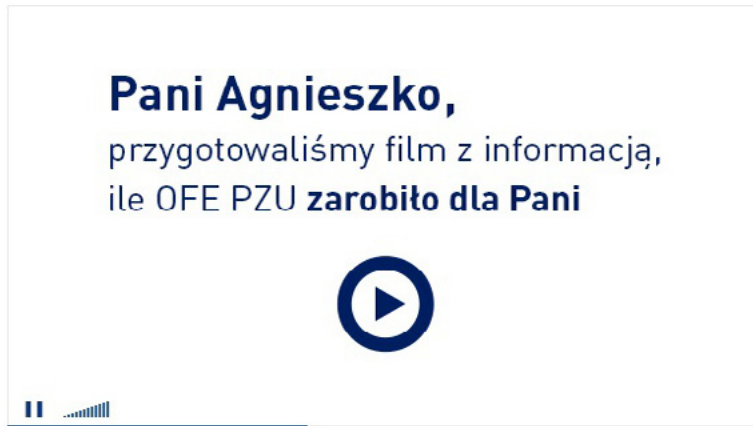 Pani Agnieszko,
przygotowaliśmy film z informacją,
ile OFE PZU zarobiło dla Pani